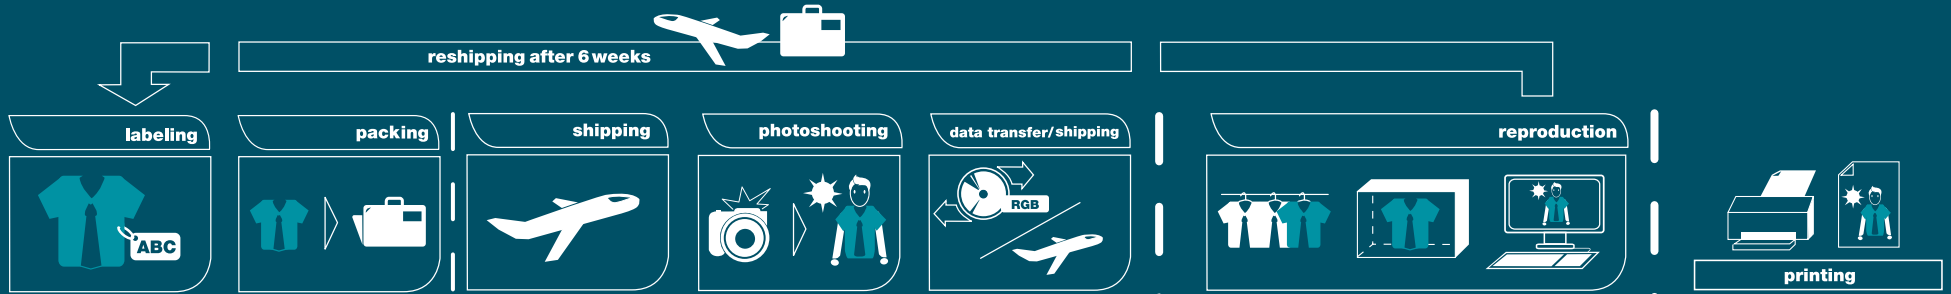 reshipping after 6 weeks
labeling
packing
shipping
photoshooting
data transfer/shipping
reproduction
ABC
RGB
printing